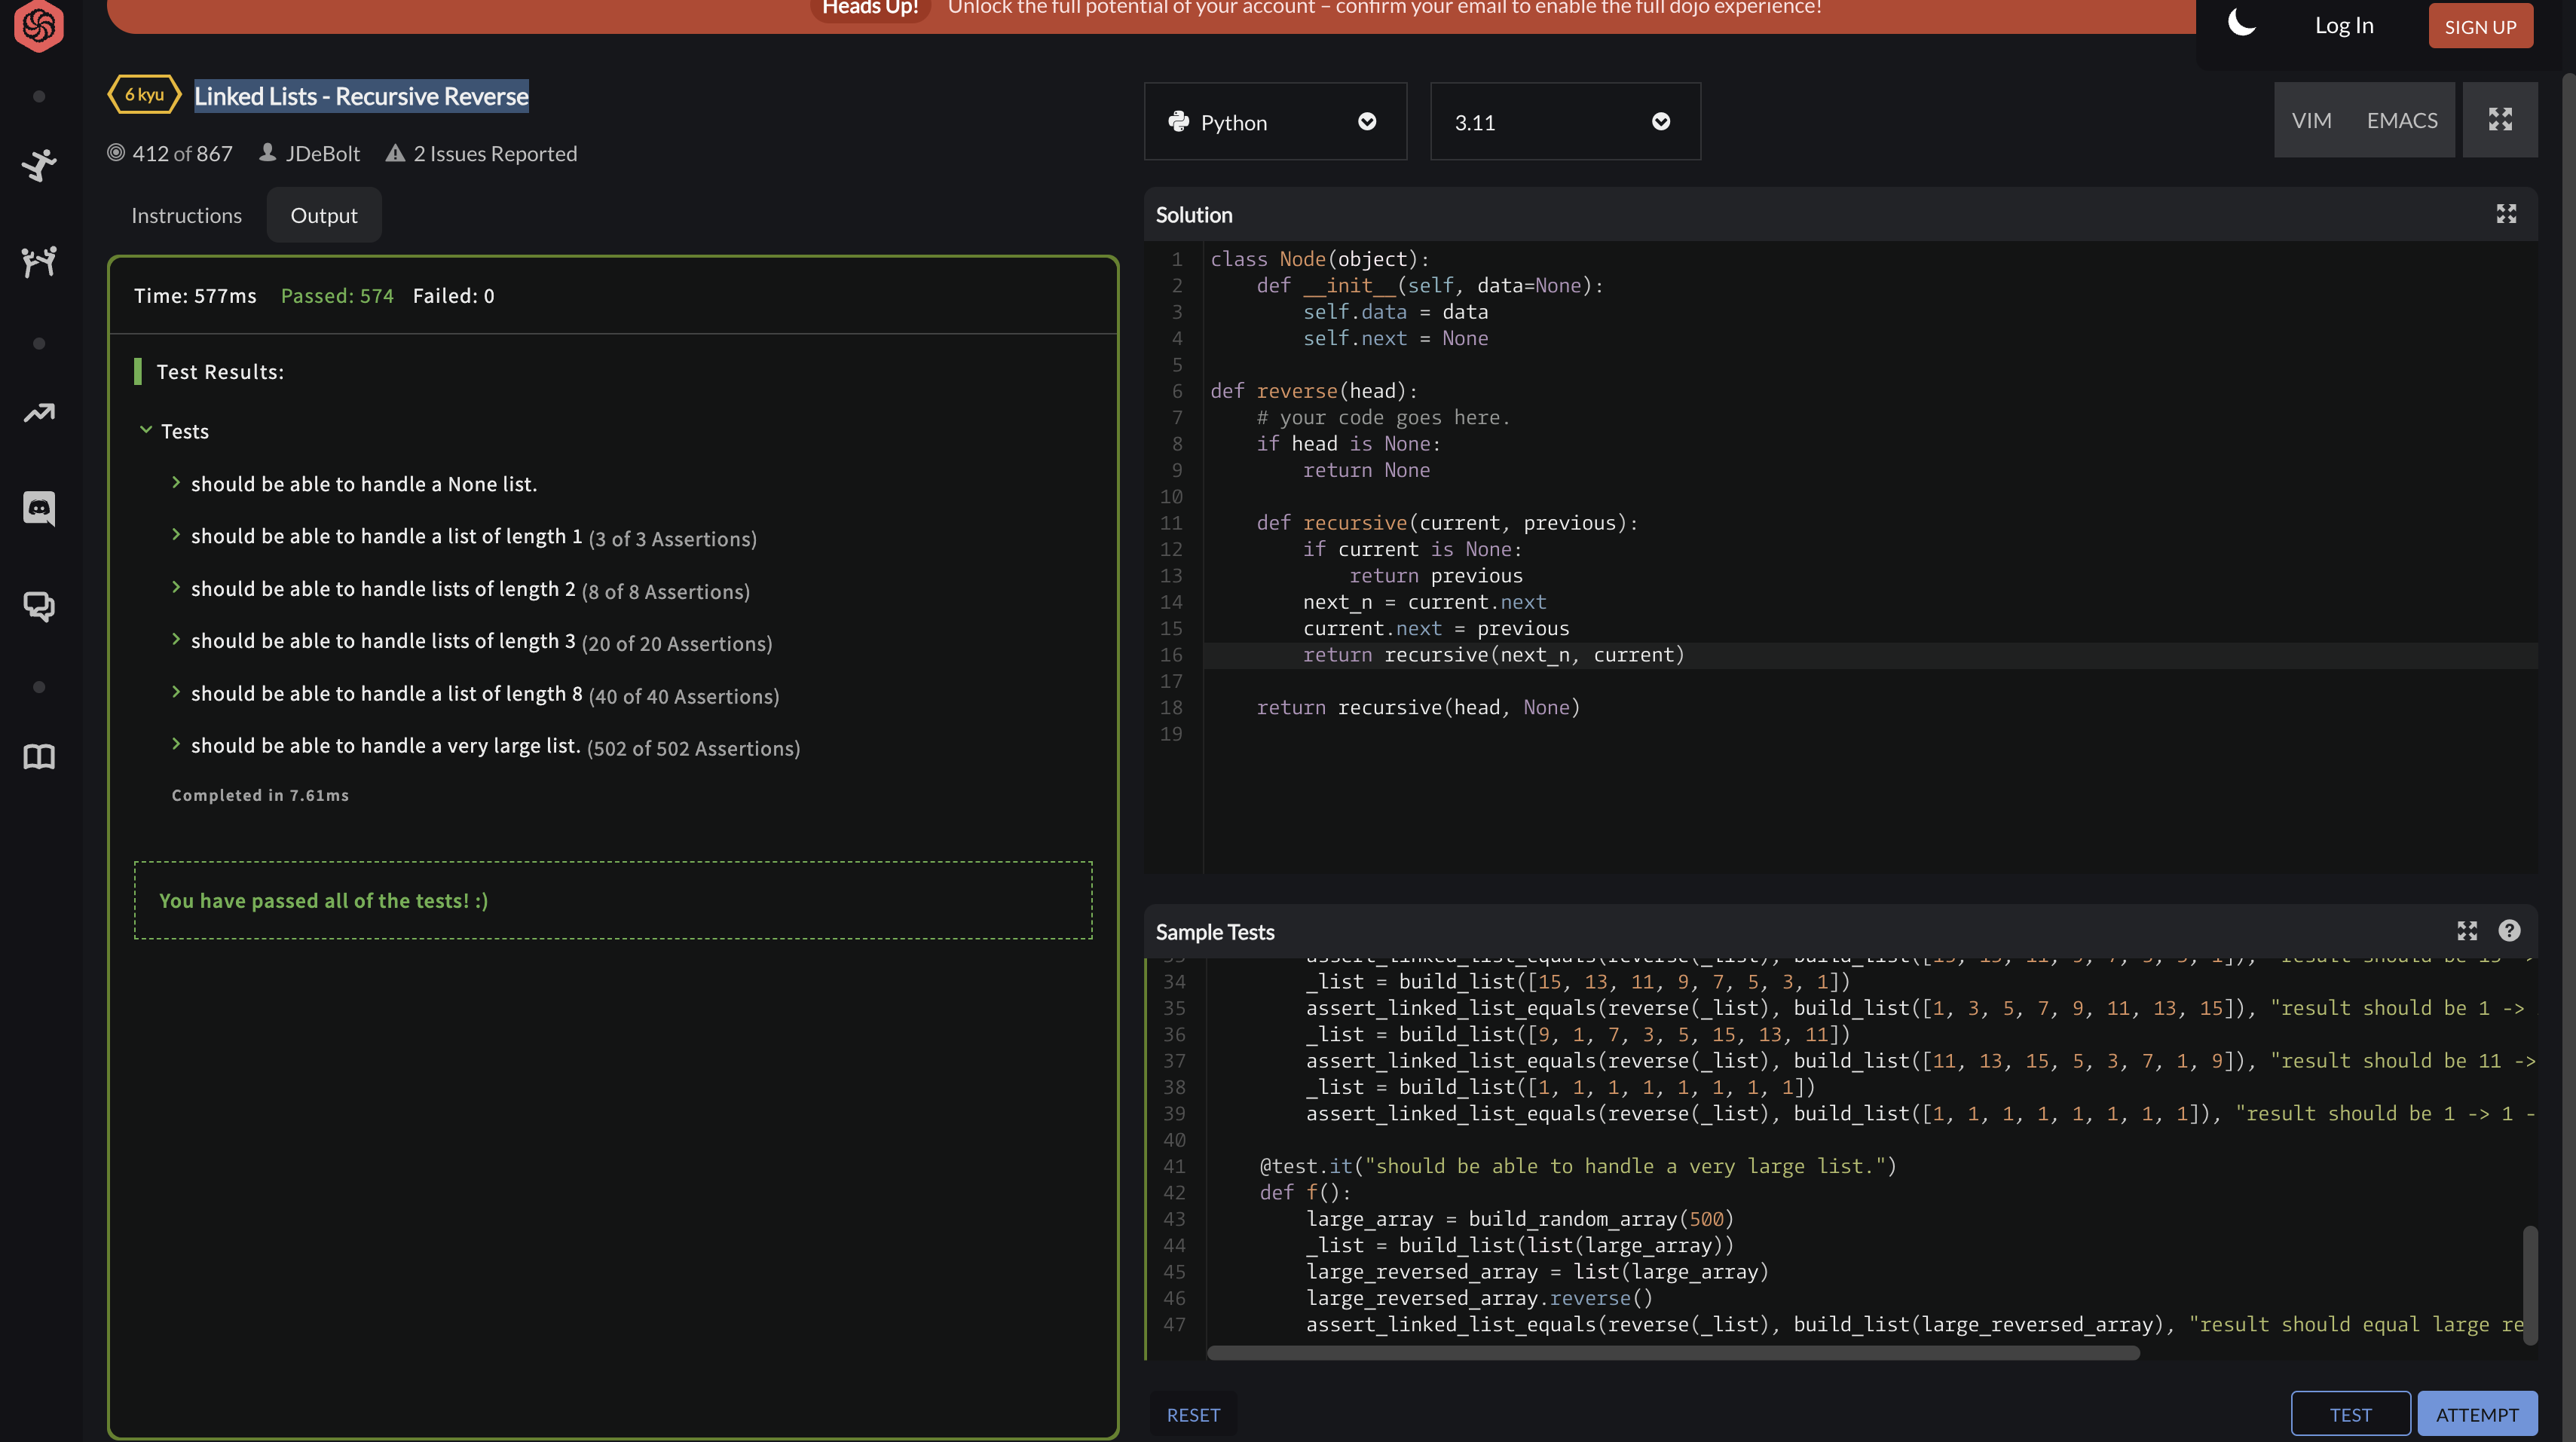 Heads Up! Unlock the full potential of your account – confirm your email to enable the full dojo experience!
Log In
SIGN UP
6 kyu
Linked Lists - Recursive Reverse
412 of 867
JDeBolt
2 Issues Reported
Instructions
Output
Time: 577ms Passed: 574 Failed: 0
Test Results:
Tests
should be able to handle a None list.
should be able to handle a list of length 1 (3 of 3 Assertions)
should be able to handle lists of length 2 (8 of 8 Assertions)
should be able to handle lists of length 3 (20 of 20 Assertions)
should be able to handle a list of length 8 (40 of 40 Assertions)
should be able to handle a very large list. (502 of 502 Assertions)
Completed in 7.61ms
You have passed all of the tests! :)
Python
3.11
VIM
EMACS
Solution
1 class Node(object):
2     def __init__(self, data=None):
3         self.data = data
4         self.next = None
5
6 def reverse(head):
7     # your code goes here.
8     if head is None:
9         return None
10
11     def recursive(current, previous):
12         if current is None:
13             return previous
14         next_n = current.next
15         current.next = previous
16         return recursive(next_n, current)
17
18     return recursive(head, None)
19
Sample Tests
34         _list = build_list([15, 13, 11, 9, 7, 5, 3, 1])
35         assert_linked_list_equals(reverse(_list), build_list([1, 3, 5, 7, 9, 11, 13, 15]), "result should be 1 ->
36         _list = build_list([9, 1, 7, 3, 5, 15, 13, 11])
37         assert_linked_list_equals(reverse(_list), build_list([11, 13, 15, 5, 3, 7, 1, 9]), "result should be 11 ->
38         _list = build_list([1, 1, 1, 1, 1, 1, 1, 1])
39         assert_linked_list_equals(reverse(_list), build_list([1, 1, 1, 1, 1, 1, 1, 1]), "result should be 1 -> 1 -
40
41     @test.it("should be able to handle a very large list.")
42     def f():
43         large_array = build_random_array(500)
44         _list = build_list(list(large_array))
45         large_reversed_array = list(large_array)
46         large_reversed_array.reverse()
47         assert_linked_list_equals(reverse(_list), build_list(large_reversed_array), "result should equal large re
RESET
TEST
ATTEMPT